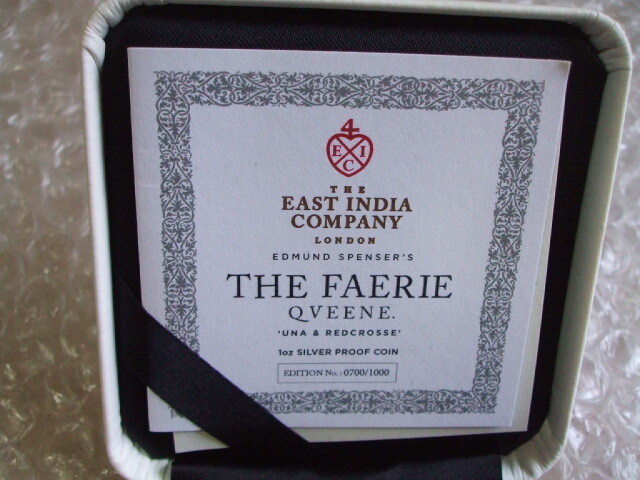 4
E I
C
THE
EAST INDIA
COMPANY
LONDON
EDMUND SPENSER'S
THE FAERIE
QVEENE.
'UNA & REDCROSSE'
1oz SILVER PROOF COIN
EDITION No. : 0700/1000